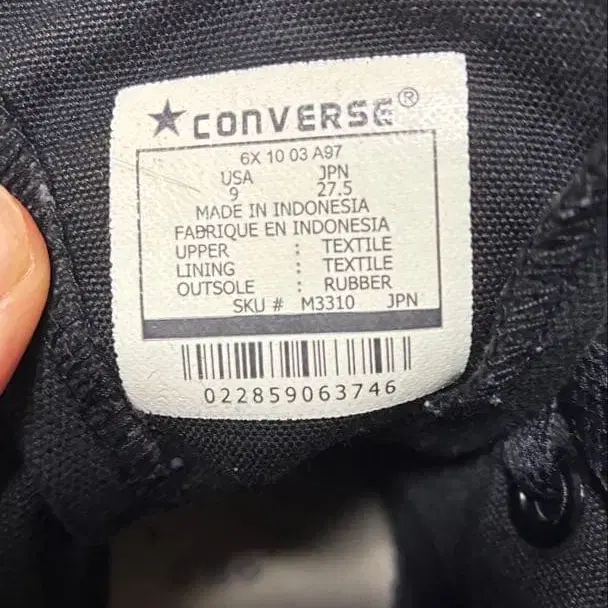 ★CONVERSE®
6X 10 03 A97
USA JPN
9 27.5
MADE IN INDONESIA
FABRIQUE EN INDONESIA
UPPER : TEXTILE
LINING : TEXTILE
OUTSOLE : RUBBER
SKU # M3310 JPN
022859063746